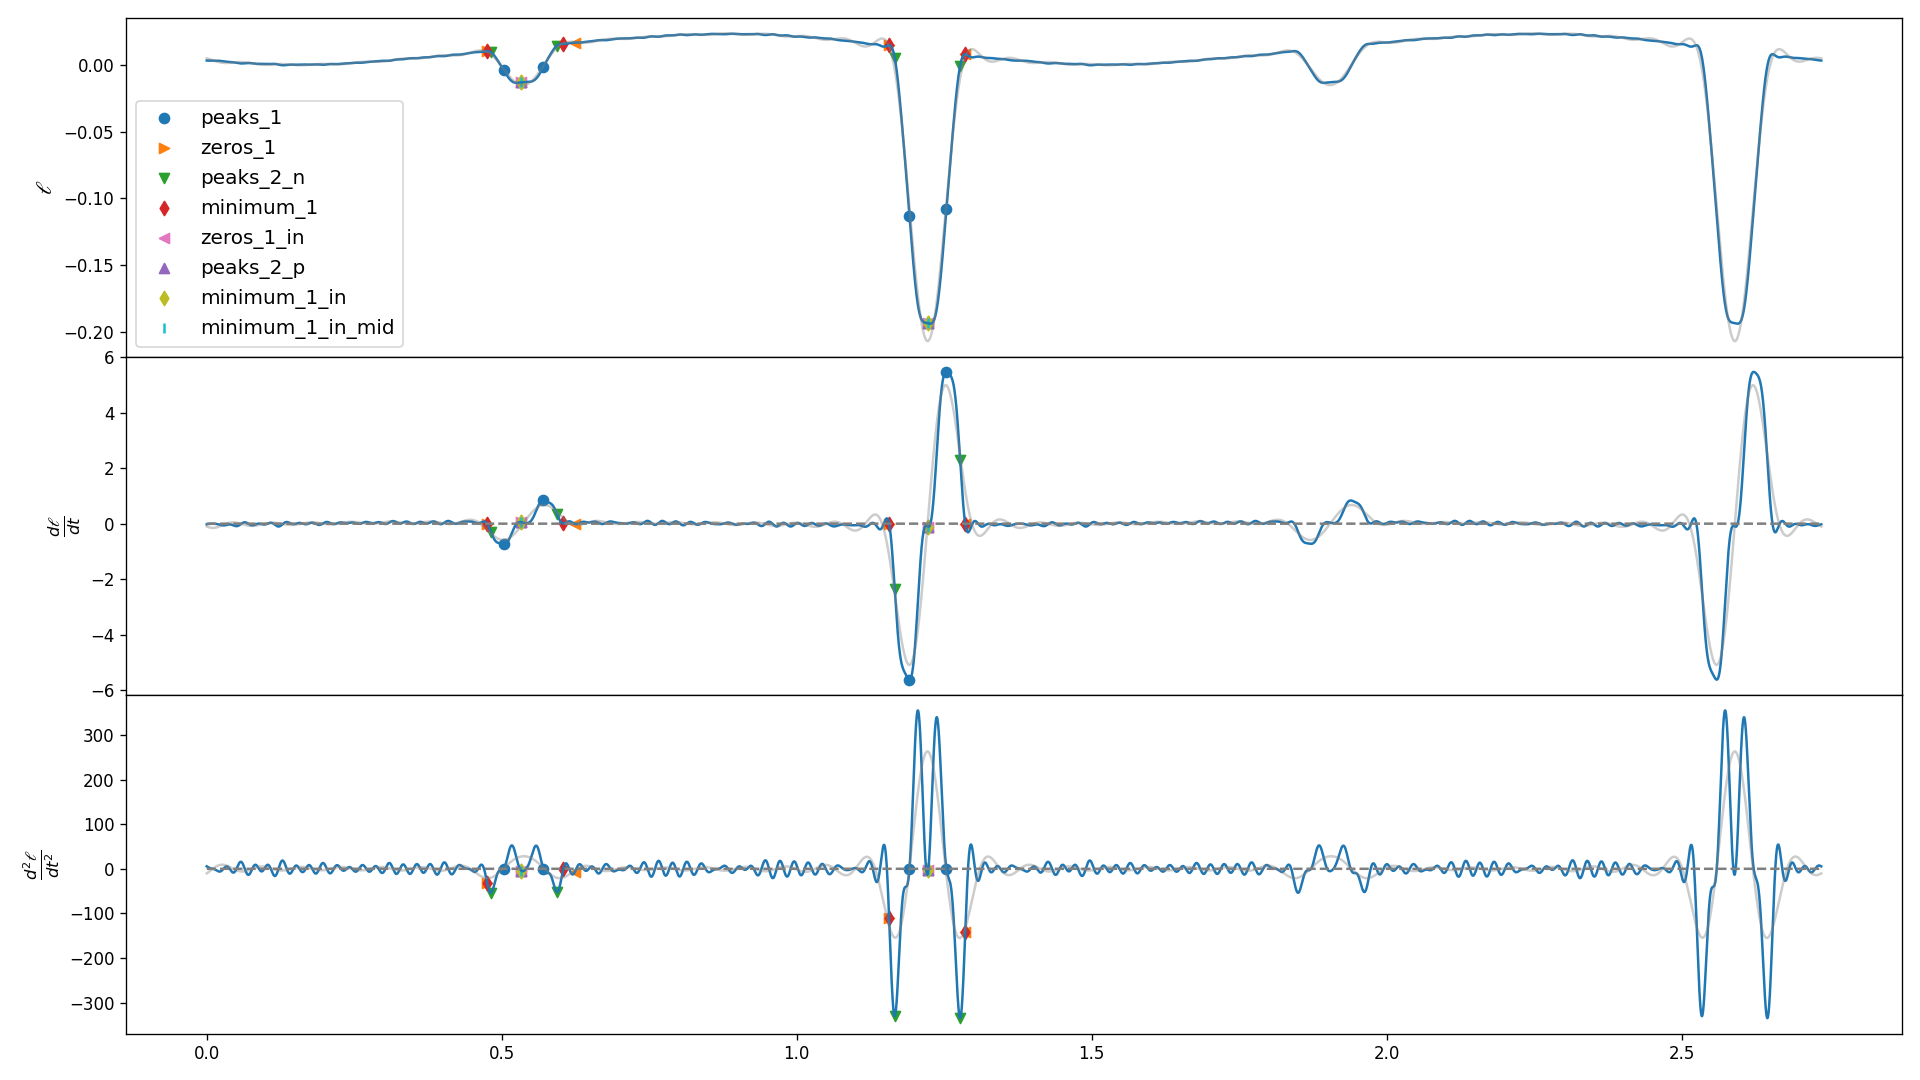 0.00
−0.05
−0.10
−0.15
−0.20
ℓ
peaks_1
zeros_1
peaks_2_n
minimum_1
zeros_1_in
peaks_2_p
minimum_1_in
minimum_1_in_mid
6
4
2
0
−2
−4
−6
dℓ/dt
300
200
100
0
−100
−200
−300
d²ℓ/dt²
0.0 0.5 1.0 1.5 2.0 2.5